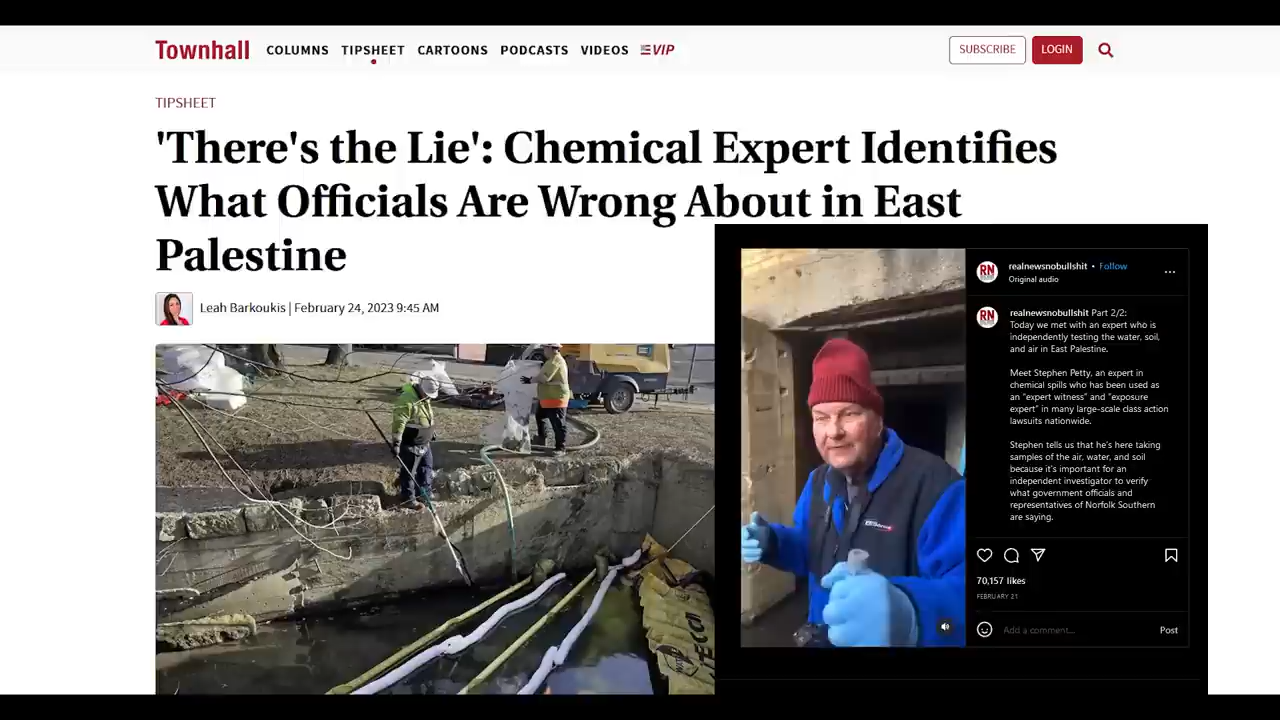 Townhall COLUMNS TIPSHEET CARTOONS PODCASTS VIDEOS VIP SUBSCRIBE LOGIN
TIPSHEET
'There's the Lie': Chemical Expert Identifies
What Officials Are Wrong About in East
Palestine
Leah Barkoukis | February 24, 2023 9:45 AM
RN realnewsnobullshit • Follow
Original audio
RN realnewsnobullshit Part 2/2:
Today we met with an expert who is
independently testing the water, soil,
and air in East Palestine.
Meet Stephen Petty, an expert in
chemical spills who has been used as
an "expert witness" and "exposure
expert" in many large-scale class action
lawsuits nationwide.
Stephen tells us that he's here taking
samples of the air, water, and soil
because it's important for an
independent investigator to verify
what government officials and
representatives of Norfolk Southern
are saying.
70,157 likes
FEBRUARY 21
Add a comment...
Post